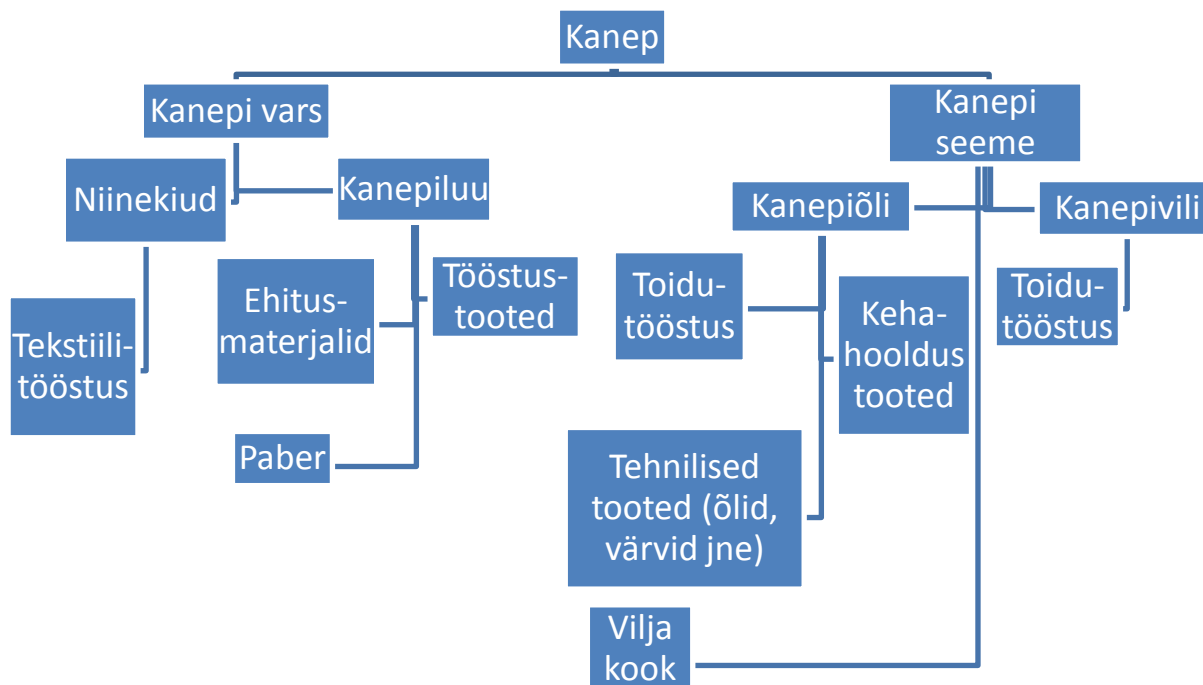 Kanep
Kanepi vars
Kanepi
seeme
Niinekiud
Kanepiluu
Kanepiõli
Kanepivili
Tekstiili-
tööstus
Ehitus-
materjalid
Tööstus-
tooted
Paber
Toidu-
tööstus
Keha-
hooldus
tooted
Toidu-
tööstus
Tehnilised
tooted (õlid,
värvid jne)
Vilja
kook